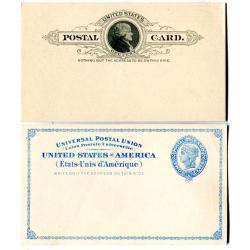 UNITED STATES
POSTAL CARD.
NOTHING BUT THE ADDRESS TO BE ON THIS SIDE.
UNIVERSAL POSTAL UNION
Union Postale Universelle
UNITED STATES OF AMERICA
(États-Unis d'Amérique)
WRITE ONLY THE ADDRESS ON THIS SIDE